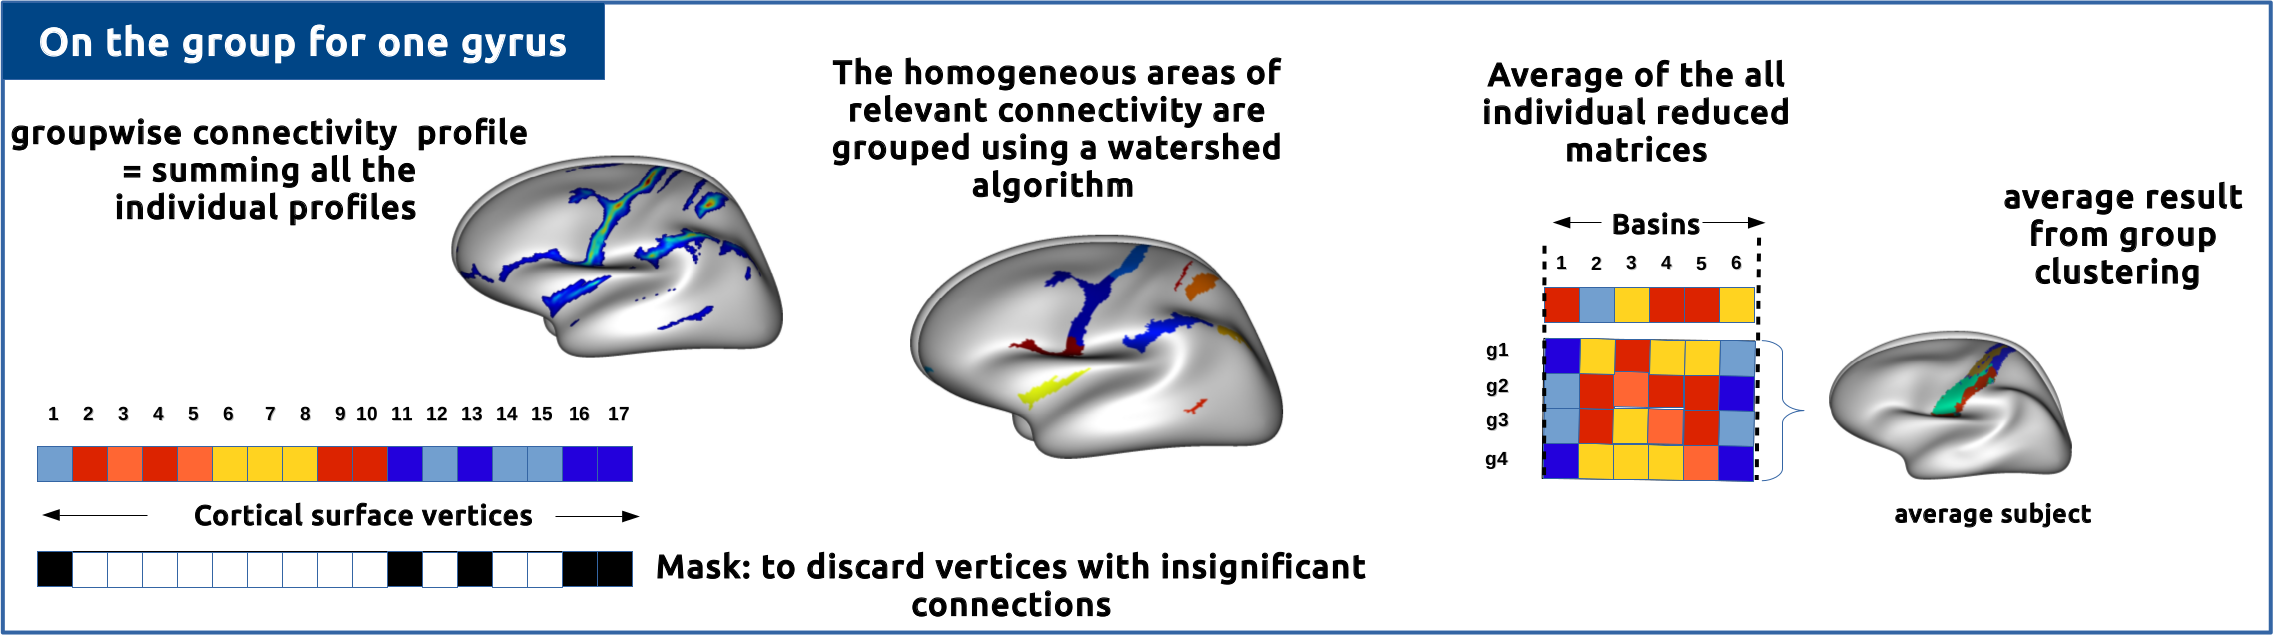 On the group for one gyrus
groupwise connectivity profile
= summing all the
individual profiles
The homogeneous areas of
relevant connectivity are
grouped using a watershed
algorithm
Average of the all
individual reduced
matrices
average result
from group
clustering
Basins
1 2 3 4 5 6
g1
g2
g3
g4
average subject
1 2 3 4 5 6 7 8 9 10 11 12 13 14 15 16 17
Cortical surface vertices
Mask: to discard vertices with insignificant
connections